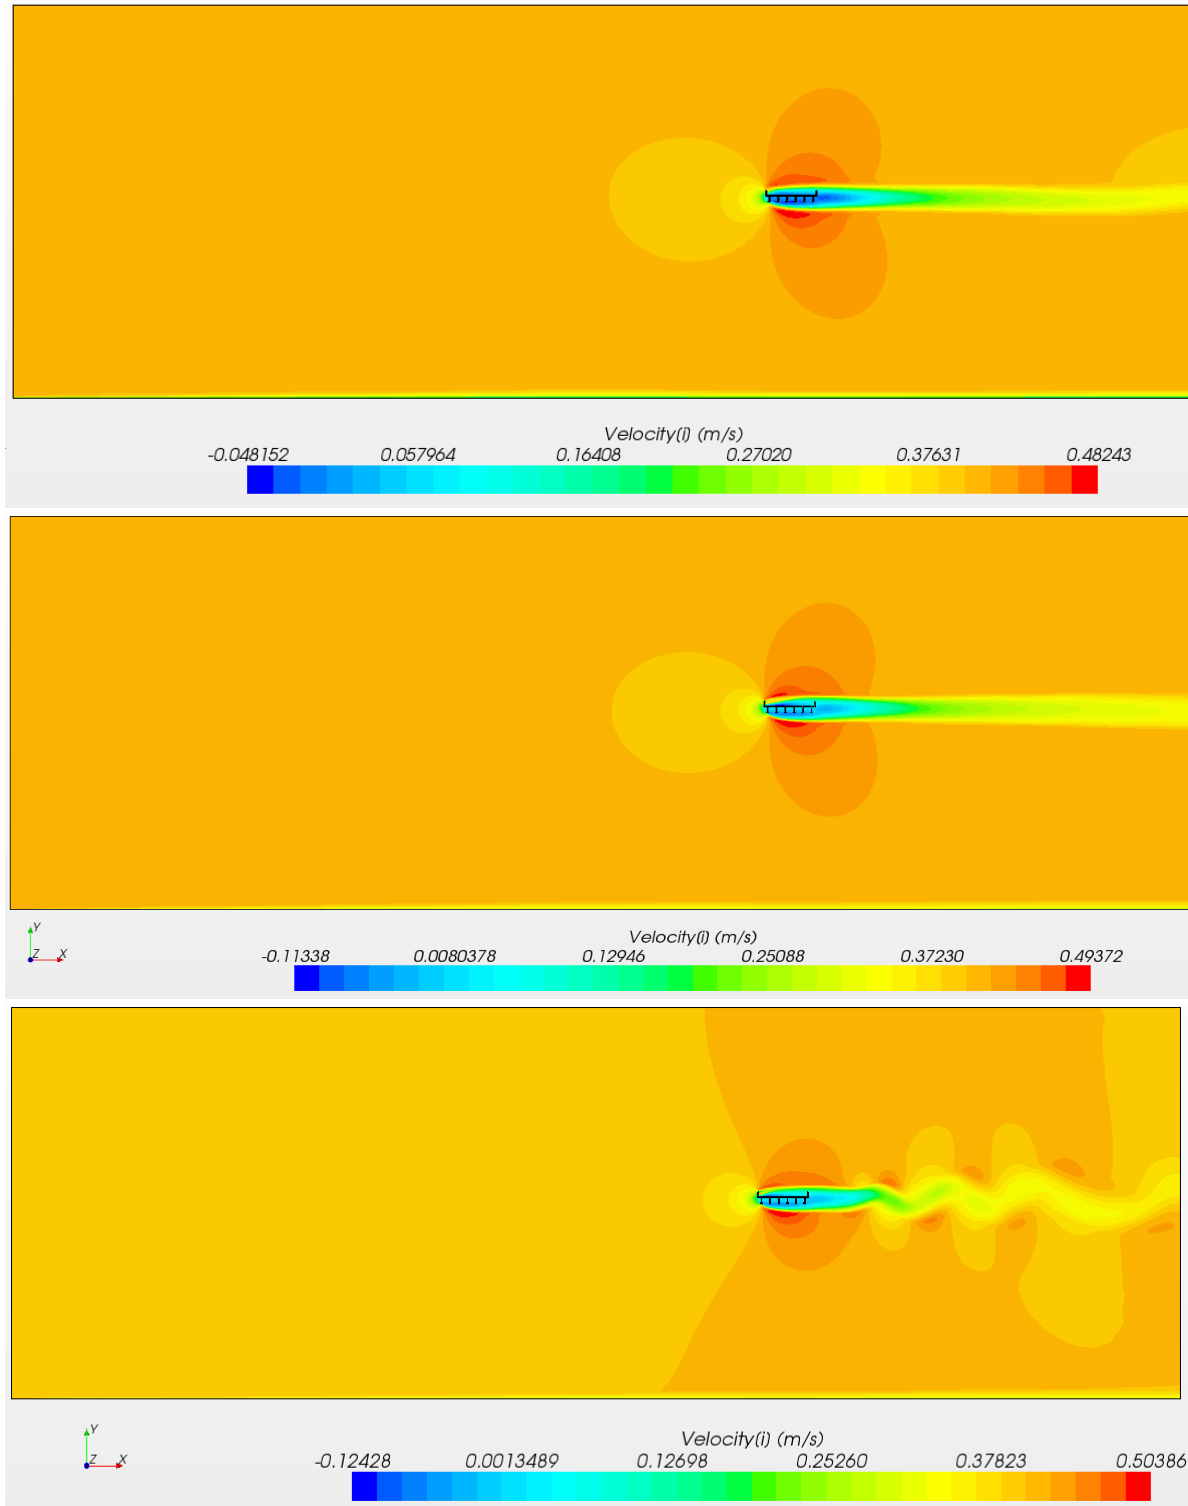 Velocity[i] (m/s)
-0.048152 0.057964 0.16408 0.27020 0.37631 0.48243
Y
Z X
Velocity[i] (m/s)
-0.11338 0.0080378 0.12946 0.25088 0.37230 0.49372
Y
Z X
Velocity[i] (m/s)
-0.12428 0.0013489 0.12698 0.25260 0.37823 0.50386